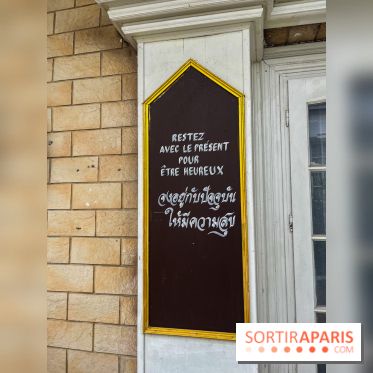 RESTEZ
AVEC LE PRÉSENT
POUR
ÊTRE HEUREUX
จงอยู่กับปัจจุบัน
ให้มีความสุข
SORTIRAPARIS
.COM